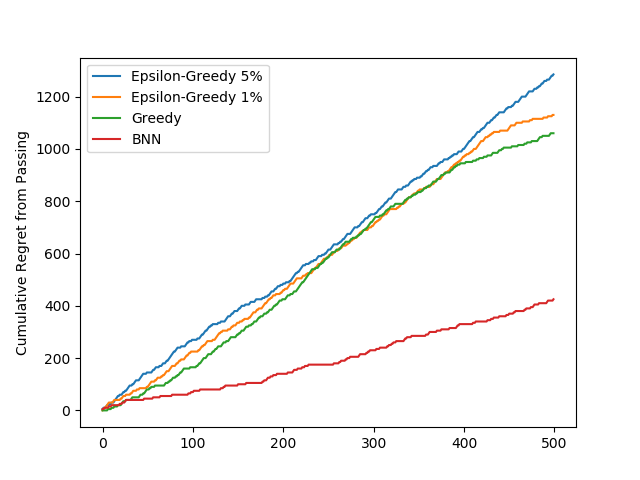 Epsilon-Greedy 5%
Epsilon-Greedy 1%
Greedy
BNN
Cumulative Regret from Passing
1200
1000
800
600
400
200
0
0 100 200 300 400 500